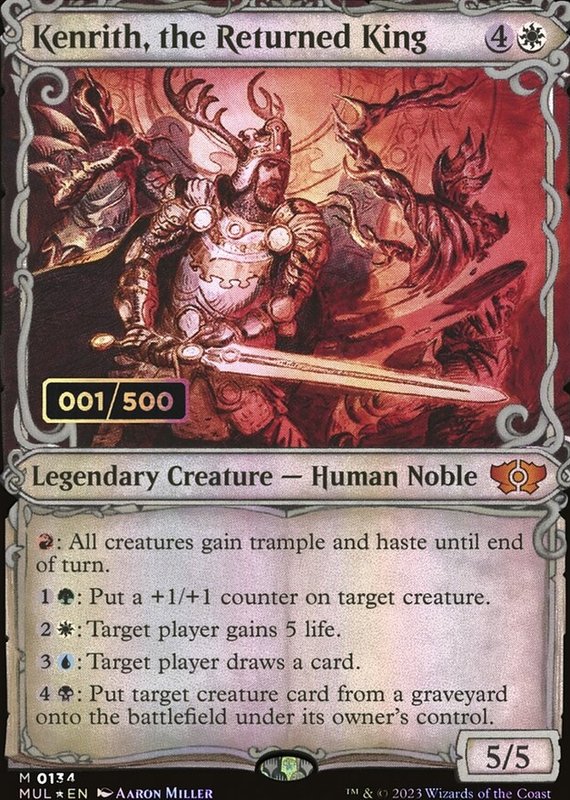 Kenrith, the Returned King 4
001/500
Legendary Creature — Human Noble
: All creatures gain trample and haste until end
of turn.
1 : Put a +1/+1 counter on target creature.
2 : Target player gains 5 life.
3 : Target player draws a card.
4 : Put target creature card from a graveyard
onto the battlefield under its owner's control.
5/5
M 0134
MUL ★ EN Aaron Miller
™ & © 2023 Wizards of the Coast